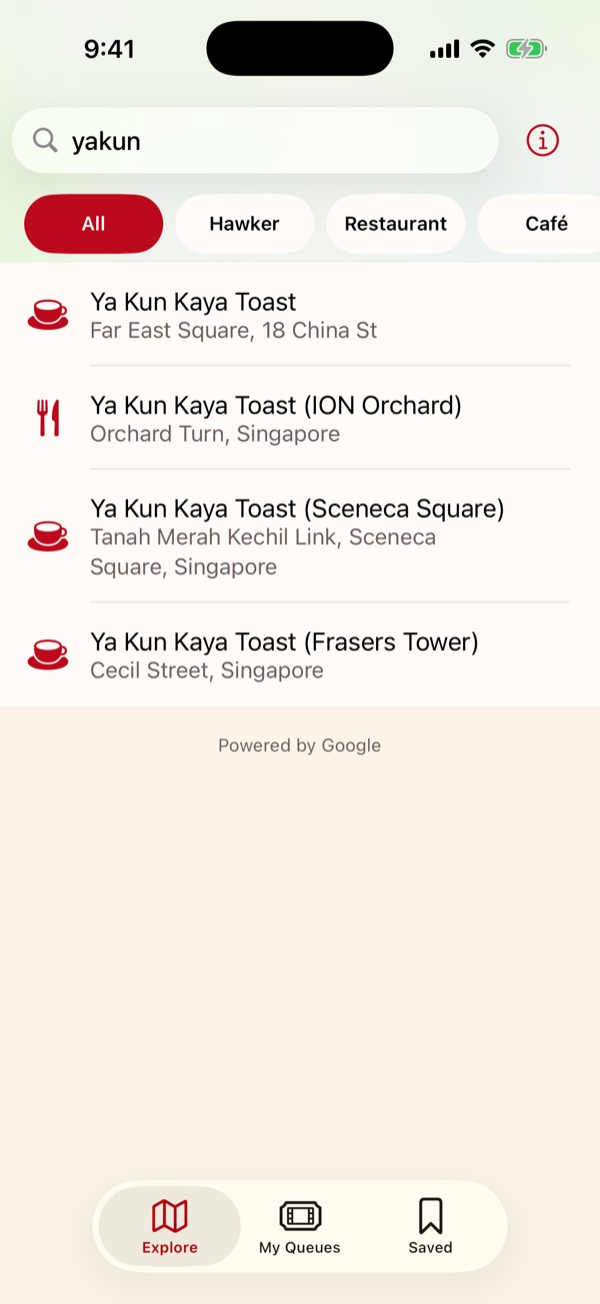 9:41
yakun
All
Hawker
Restaurant
Café
Ya Kun Kaya Toast
Far East Square, 18 China St
Ya Kun Kaya Toast (ION Orchard)
Orchard Turn, Singapore
Ya Kun Kaya Toast (Sceneca Square)
Tanah Merah Kechil Link, Sceneca
Square, Singapore
Ya Kun Kaya Toast (Frasers Tower)
Cecil Street, Singapore
Powered by Google
Explore
My Queues
Saved